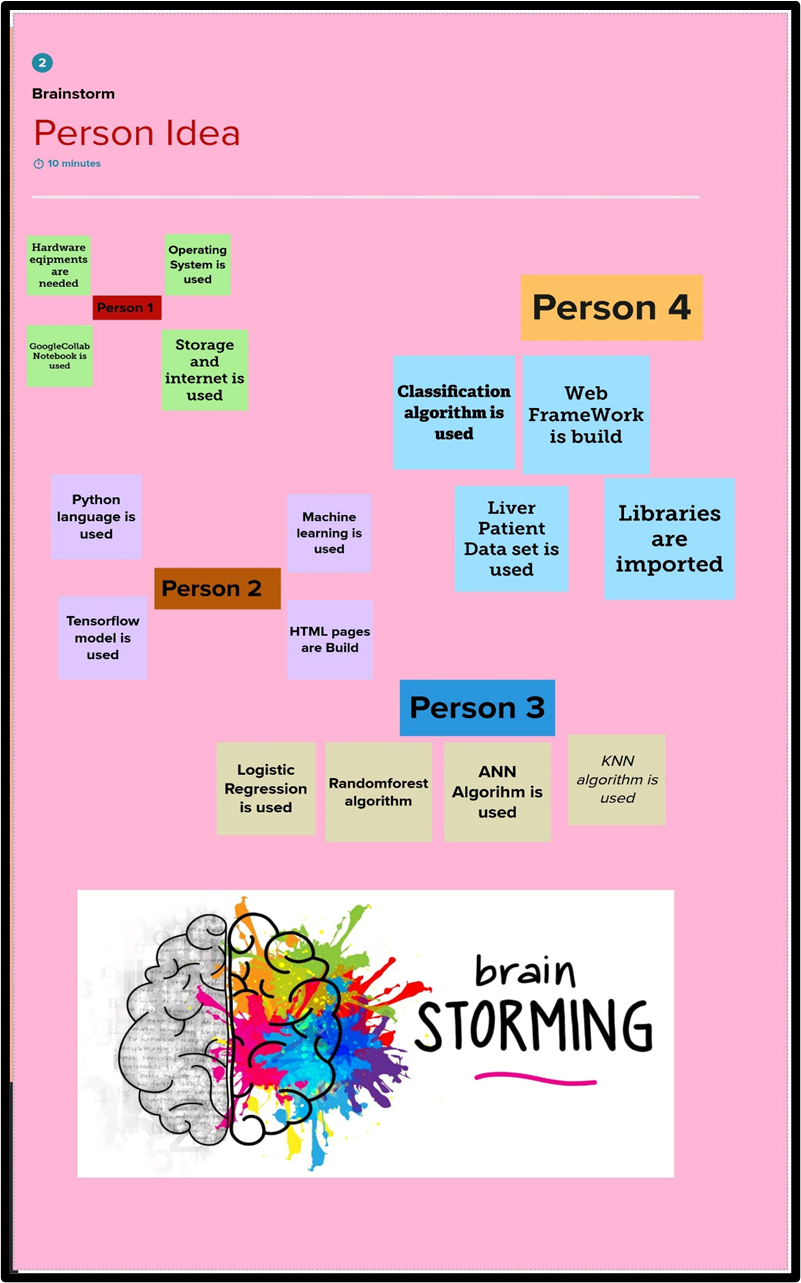 2
Brainstorm
Person Idea
10 minutes
Hardware
eqipments
are
needed
Operating
System is
used
Person 1
GoogleCollab
Notebook is
used
Storage
and
internet is
used
Person 4
Classification
algorithm is
used
Web
FrameWork
is build
Liver
Patient
Data set is
used
Libraries
are
imported
Python
language is
used
Machine
learning is
used
Person 2
Tensorflow
model is
used
HTML pages
are Build
Person 3
Logistic
Regression
is used
Randomforest
algorithm
ANN
Algorihm is
used
KNN
algorithm is
used
brain
STORMING